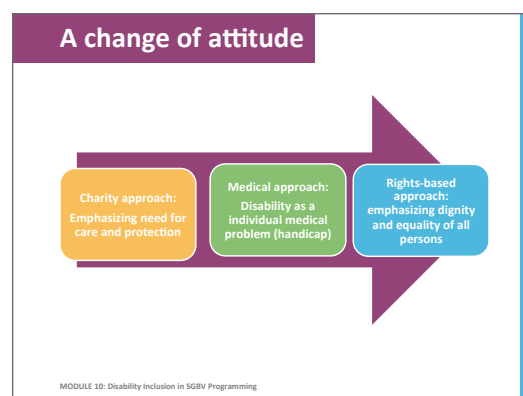 A change of attitude
Charity approach:
Emphasizing need for
care and protection
Medical approach:
Disability as a
individual medical
problem (handicap)
Rights-based
approach:
emphasizing dignity
and equality of all
persons
MODULE 10: Disability Inclusion in SGBV Programming